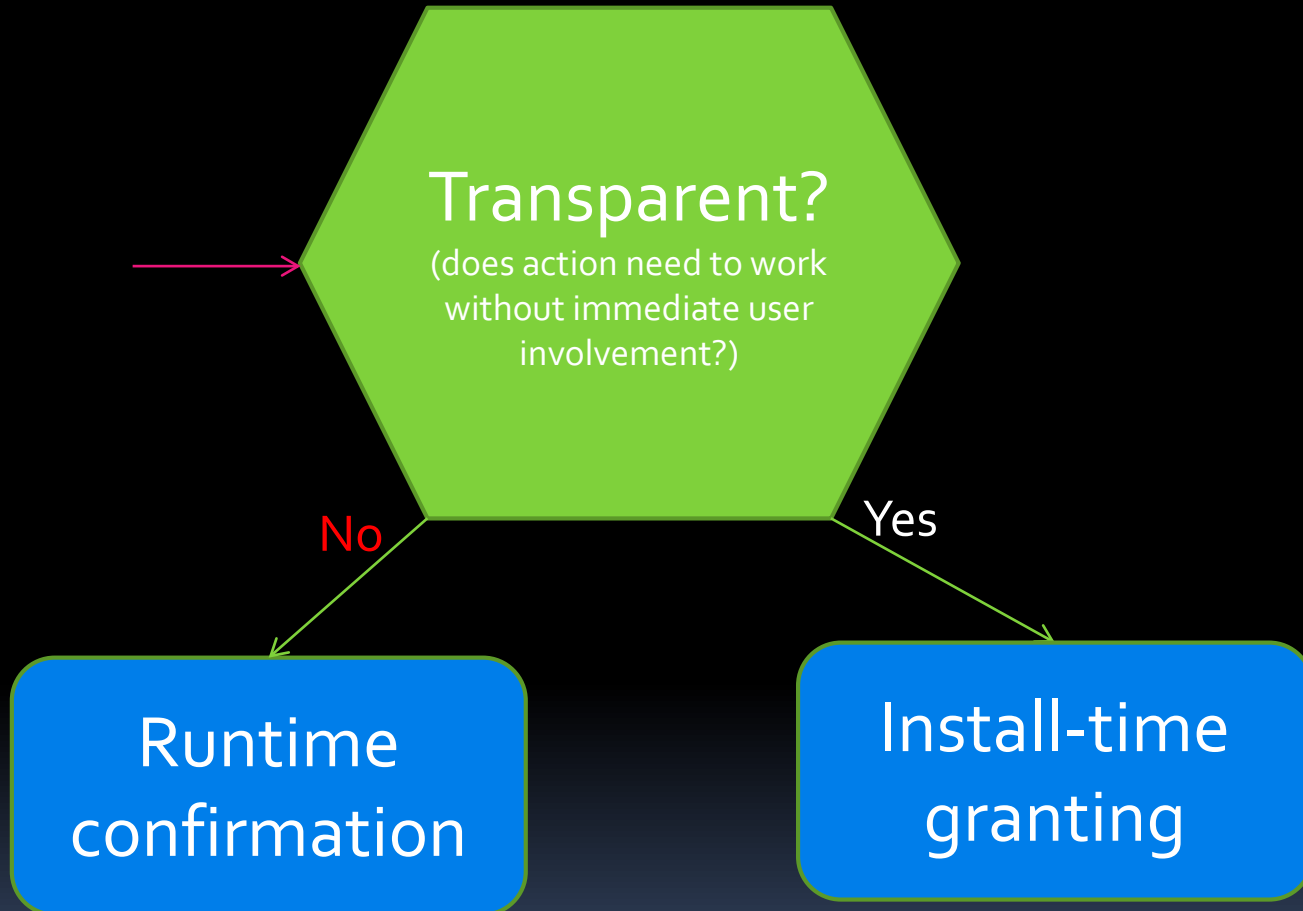 Transparent?
(does action need to work
without immediate user
involvement?)
No
Yes
Runtime
confirmation
Install-time
granting